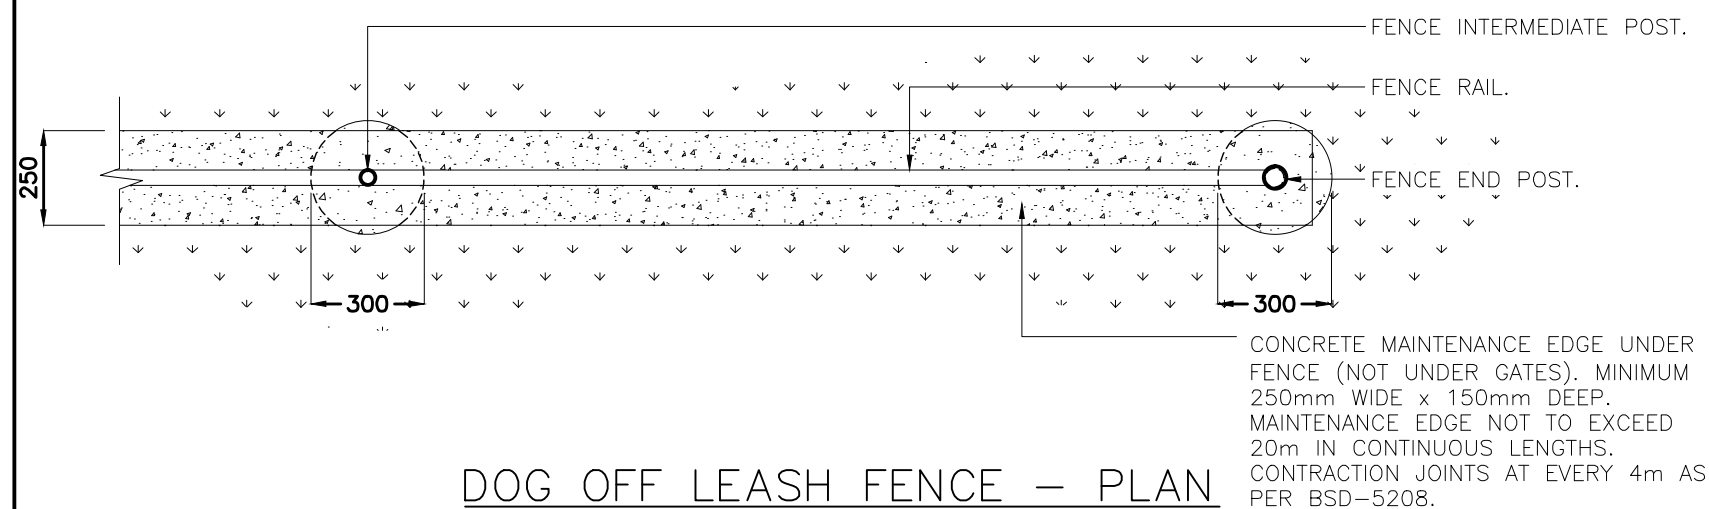 FENCE INTERMEDIATE POST.
FENCE RAIL.
250
FENCE END POST.
300
300
CONCRETE MAINTENANCE EDGE UNDER
FENCE (NOT UNDER GATES). MINIMUM
250mm WIDE x 150mm DEEP.
MAINTENANCE EDGE NOT TO EXCEED
20m IN CONTINUOUS LENGTHS.
CONTRACTION JOINTS AT EVERY 4m AS
PER BSD-5208.
DOG OFF LEASH FENCE - PLAN